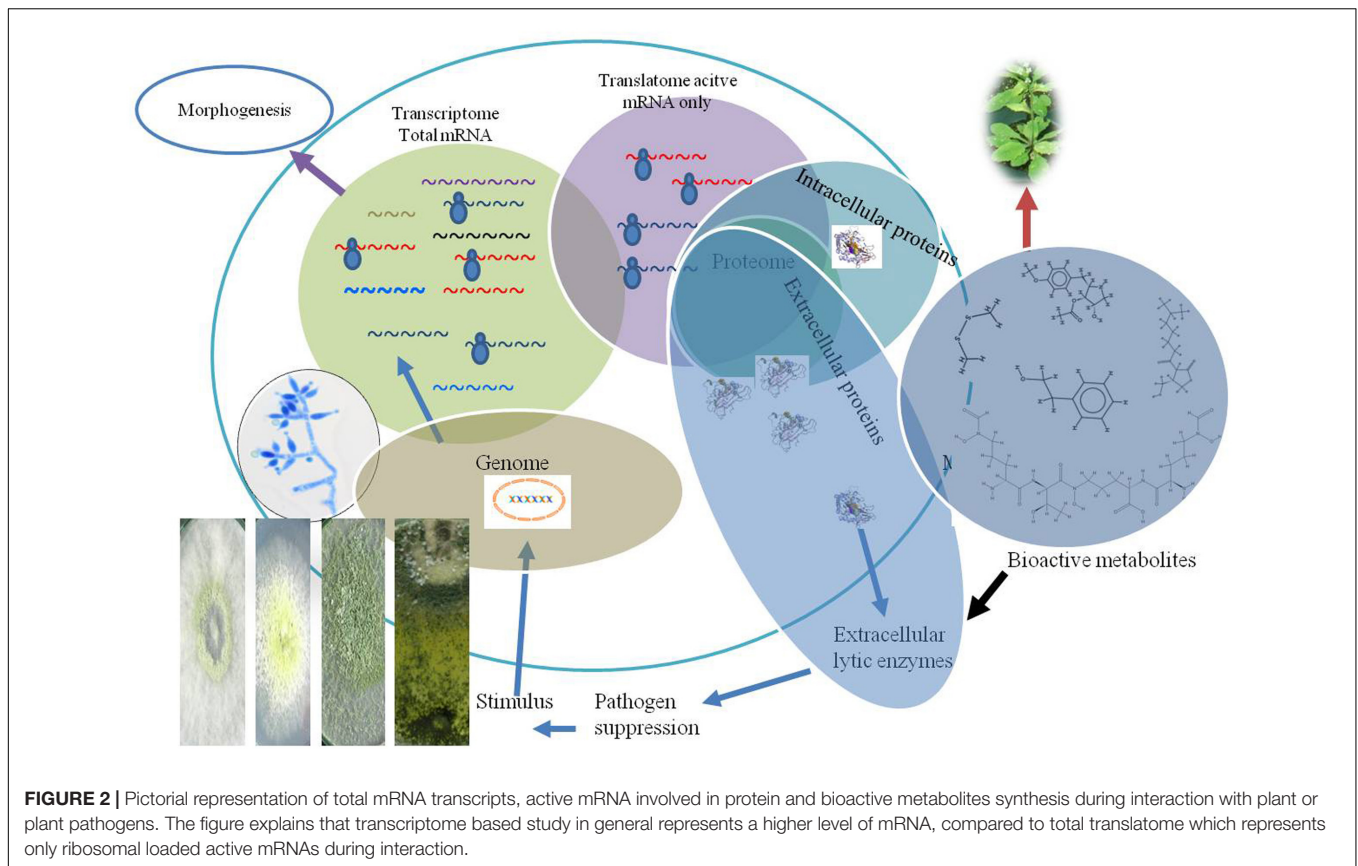 Morphogenesis
Transcriptome
Total mRNA
Translatome acitve
mRNA only
Intracellular proteins
Proteome
Extracellular proteins
Genome
N
Bioactive metabolites
Extracellular
lytic enzymes
Stimulus
Pathogen
suppression
FIGURE 2 | Pictorial representation of total mRNA transcripts, active mRNA involved in protein and bioactive metabolites synthesis during interaction with plant or
plant pathogens. The figure explains that transcriptome based study in general represents a higher level of mRNA, compared to total translatome which represents
only ribosomal loaded active mRNAs during interaction.